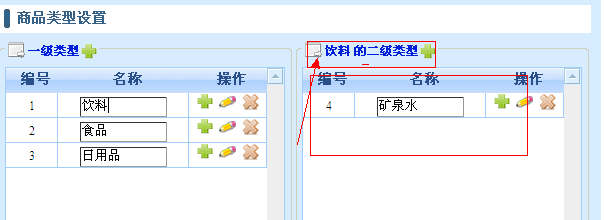 商品类型设置
一级类型
编号 名称 操作
1 饮料
2 食品
3 日用品
饮料 的二级类型
编号 名称 操作
4 矿泉水